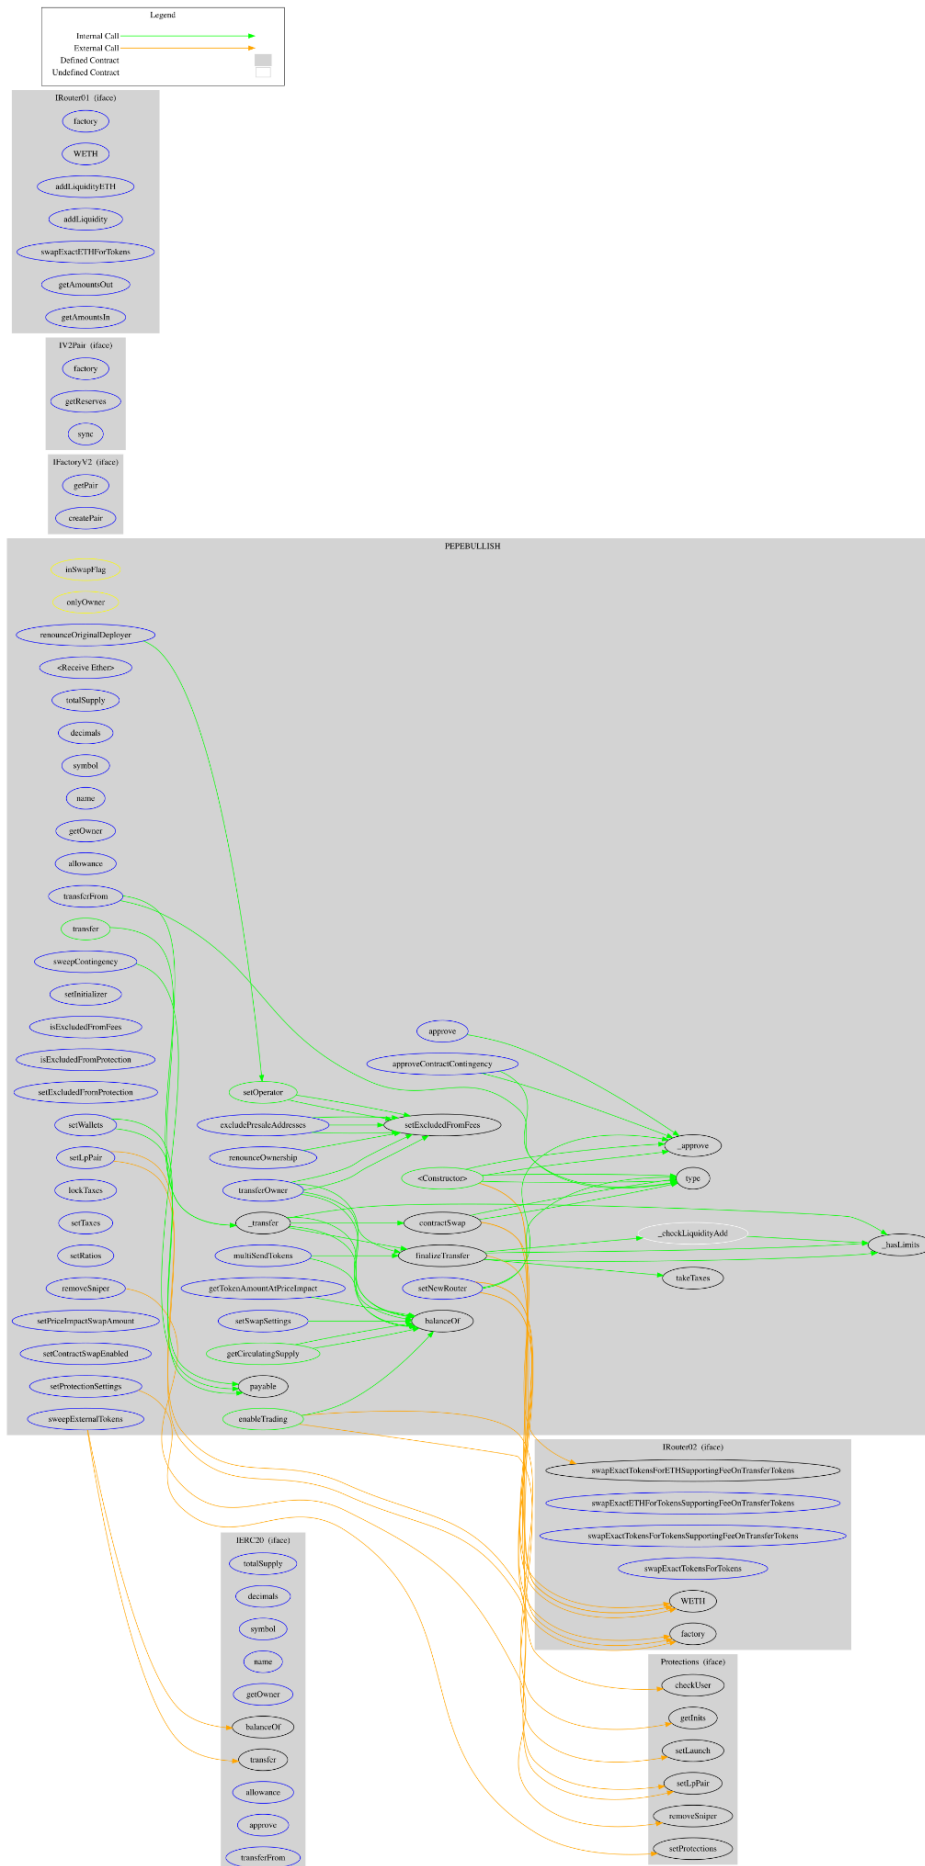 Legend
Internal Call
External Call
Defined Contract
Undefined Contract
IRouter01 (iface)
factory
WETH
addLiquidityETH
addLiquidity
swapExactETHForTokens
getAmountsOut
getAmountsIn
IV2Pair (iface)
factory
getReserves
sync
IFactoryV2 (iface)
getPair
createPair
PEPEBULLISH
inSwapFlag
onlyOwner
renounceOriginalDeployer
<Receive Ether>
totalSupply
decimals
symbol
name
getOwner
allowance
transferFrom
transfer
sweepContingency
setInitializer
isExcludedFromFees
isExcludedFromProtection
setExcludedFromProtection
setWallets
setLpPair
lockTaxes
setTaxes
setRatios
removeSniper
setPriceImpactSwapAmount
setContractSwapEnabled
setProtectionSettings
sweepExternalTokens
setOperator
excludePresaleAddresses
renounceOwnership
transferOwner
_transfer
multiSendTokens
getTokenAmountAtPriceImpact
setSwapSettings
getCirculatingSupply
payable
enableTrading
approve
approveContractContingency
setExcludedFromFees
<Constructor>
contractSwap
finalizeTransfer
setNewRouter
balanceOf
_approve
type
_checkLiquidityAdd
takeTaxes
_hasLimits
IRouter02 (iface)
swapExactTokensForETHSupportingFeeOnTransferTokens
swapExactETHForTokensSupportingFeeOnTransferTokens
swapExactTokensForTokensSupportingFeeOnTransferTokens
swapExactTokensForTokens
WETH
factory
IERC20 (iface)
totalSupply
decimals
symbol
name
getOwner
balanceOf
transfer
allowance
approve
transferFrom
Protections (iface)
checkUser
getInits
setLaunch
setLpPair
removeSniper
setProtections